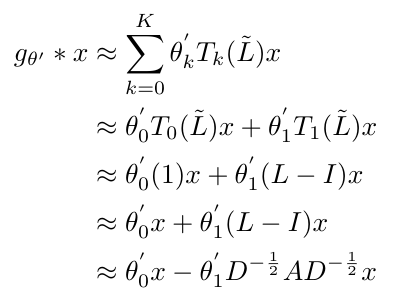 g_{θ'} * x ≈ \sum_{k=0}^{K} θ'_k T_k(\tilde{L})x
≈ θ'_0 T_0(\tilde{L})x + θ'_1 T_1(\tilde{L})x
≈ θ'_0 (1)x + θ'_1 (L − I)x
≈ θ'_0 x + θ'_1 (L − I)x
≈ θ'_0 x − θ'_1 D^{−\frac{1}{2}} A D^{−\frac{1}{2}} x